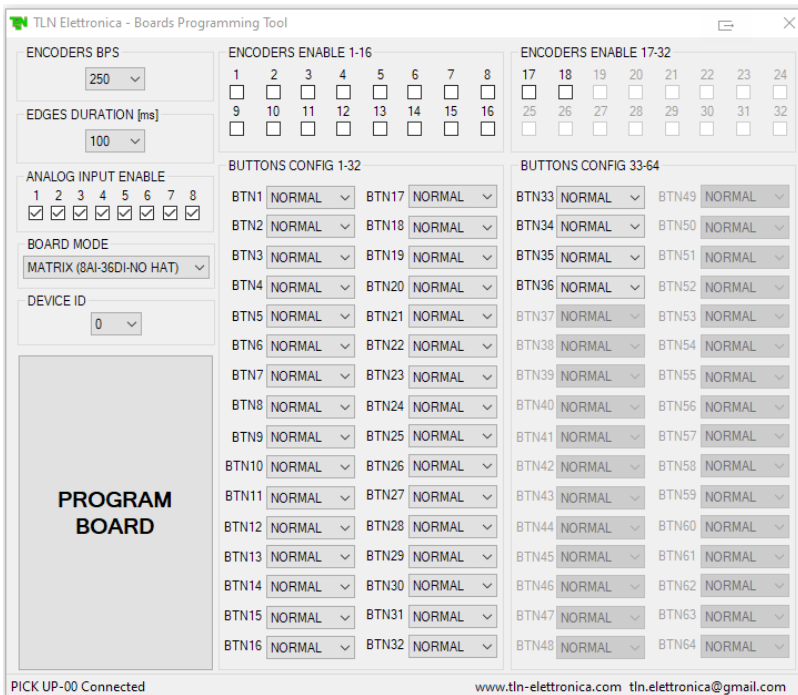 TLN Elettronica - Boards Programming Tool
ENCODERS BPS
250
EDGES DURATION [ms]
100
ANALOG INPUT ENABLE
1 2 3 4 5 6 7 8
BOARD MODE
MATRIX (8AI-36DI-NO HAT)
DEVICE ID
0
PROGRAM
BOARD
ENCODERS ENABLE 1-16
1 2 3 4 5 6 7 8
9 10 11 12 13 14 15 16
ENCODERS ENABLE 17-32
17 18 19 20 21 22 23 24
25 26 27 28 29 30 31 32
BUTTONS CONFIG 1-32
BTN1 NORMAL BTN17 NORMAL
BTN2 NORMAL BTN18 NORMAL
BTN3 NORMAL BTN19 NORMAL
BTN4 NORMAL BTN20 NORMAL
BTN5 NORMAL BTN21 NORMAL
BTN6 NORMAL BTN22 NORMAL
BTN7 NORMAL BTN23 NORMAL
BTN8 NORMAL BTN24 NORMAL
BTN9 NORMAL BTN25 NORMAL
BTN10 NORMAL BTN26 NORMAL
BTN11 NORMAL BTN27 NORMAL
BTN12 NORMAL BTN28 NORMAL
BTN13 NORMAL BTN29 NORMAL
BTN14 NORMAL BTN30 NORMAL
BTN15 NORMAL BTN31 NORMAL
BTN16 NORMAL BTN32 NORMAL
BUTTONS CONFIG 33-64
BTN33 NORMAL BTN49 NORMAL
BTN34 NORMAL BTN50 NORMAL
BTN35 NORMAL BTN51 NORMAL
BTN36 NORMAL BTN52 NORMAL
BTN37 NORMAL BTN53 NORMAL
BTN38 NORMAL BTN54 NORMAL
BTN39 NORMAL BTN55 NORMAL
BTN40 NORMAL BTN56 NORMAL
BTN41 NORMAL BTN57 NORMAL
BTN42 NORMAL BTN58 NORMAL
BTN43 NORMAL BTN59 NORMAL
BTN44 NORMAL BTN60 NORMAL
BTN45 NORMAL BTN61 NORMAL
BTN46 NORMAL BTN62 NORMAL
BTN47 NORMAL BTN63 NORMAL
BTN48 NORMAL BTN64 NORMAL
PICK UP-00 Connected
www.tln-elettronica.com tln.elettronica@gmail.com